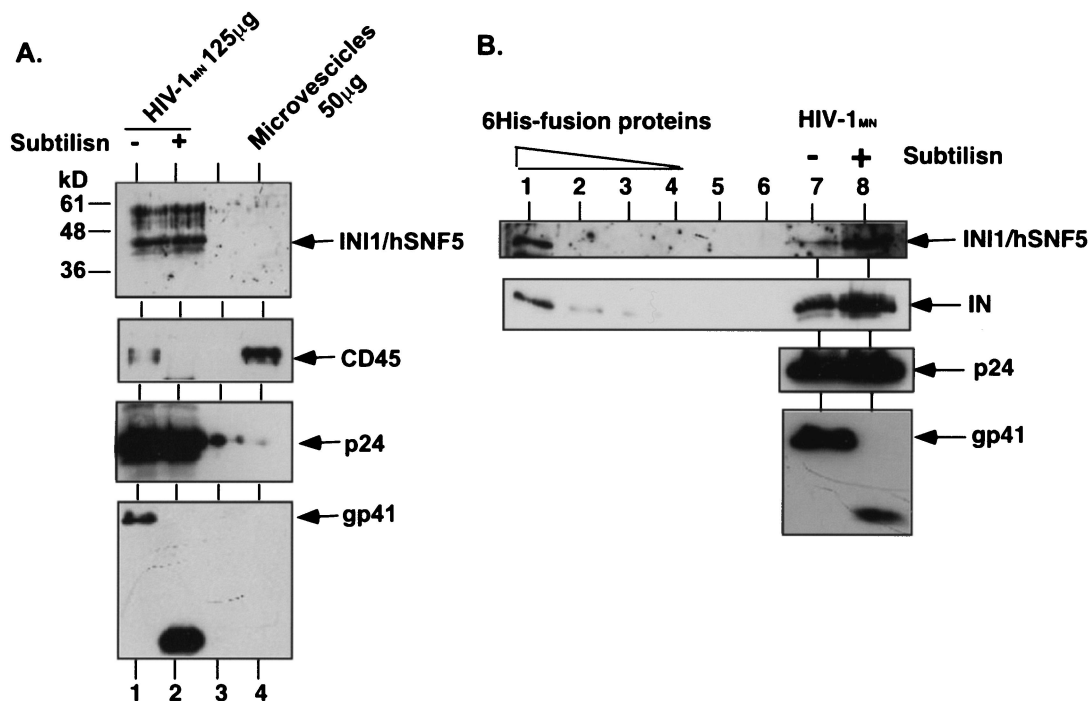 A.
HIV-1MN 125µg
Microvescicles
50µg
Subtilisn - +
kD
61
48
36
INI1/hSNF5
CD45
p24
gp41
1 2 3 4
B.
6His-fusion proteins
HIV-1MN
- + Subtilisn
1 2 3 4 5 6 7 8
INI1/hSNF5
IN
p24
gp41